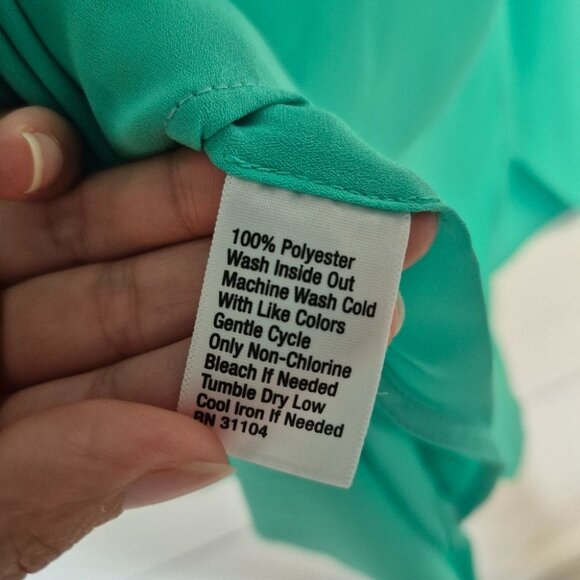 100% Polyester
Wash Inside Out
Machine Wash Cold
With Like Colors
Gentle Cycle
Only Non-Chlorine
Bleach If Needed
Tumble Dry Low
Cool Iron If Needed
RN 31104